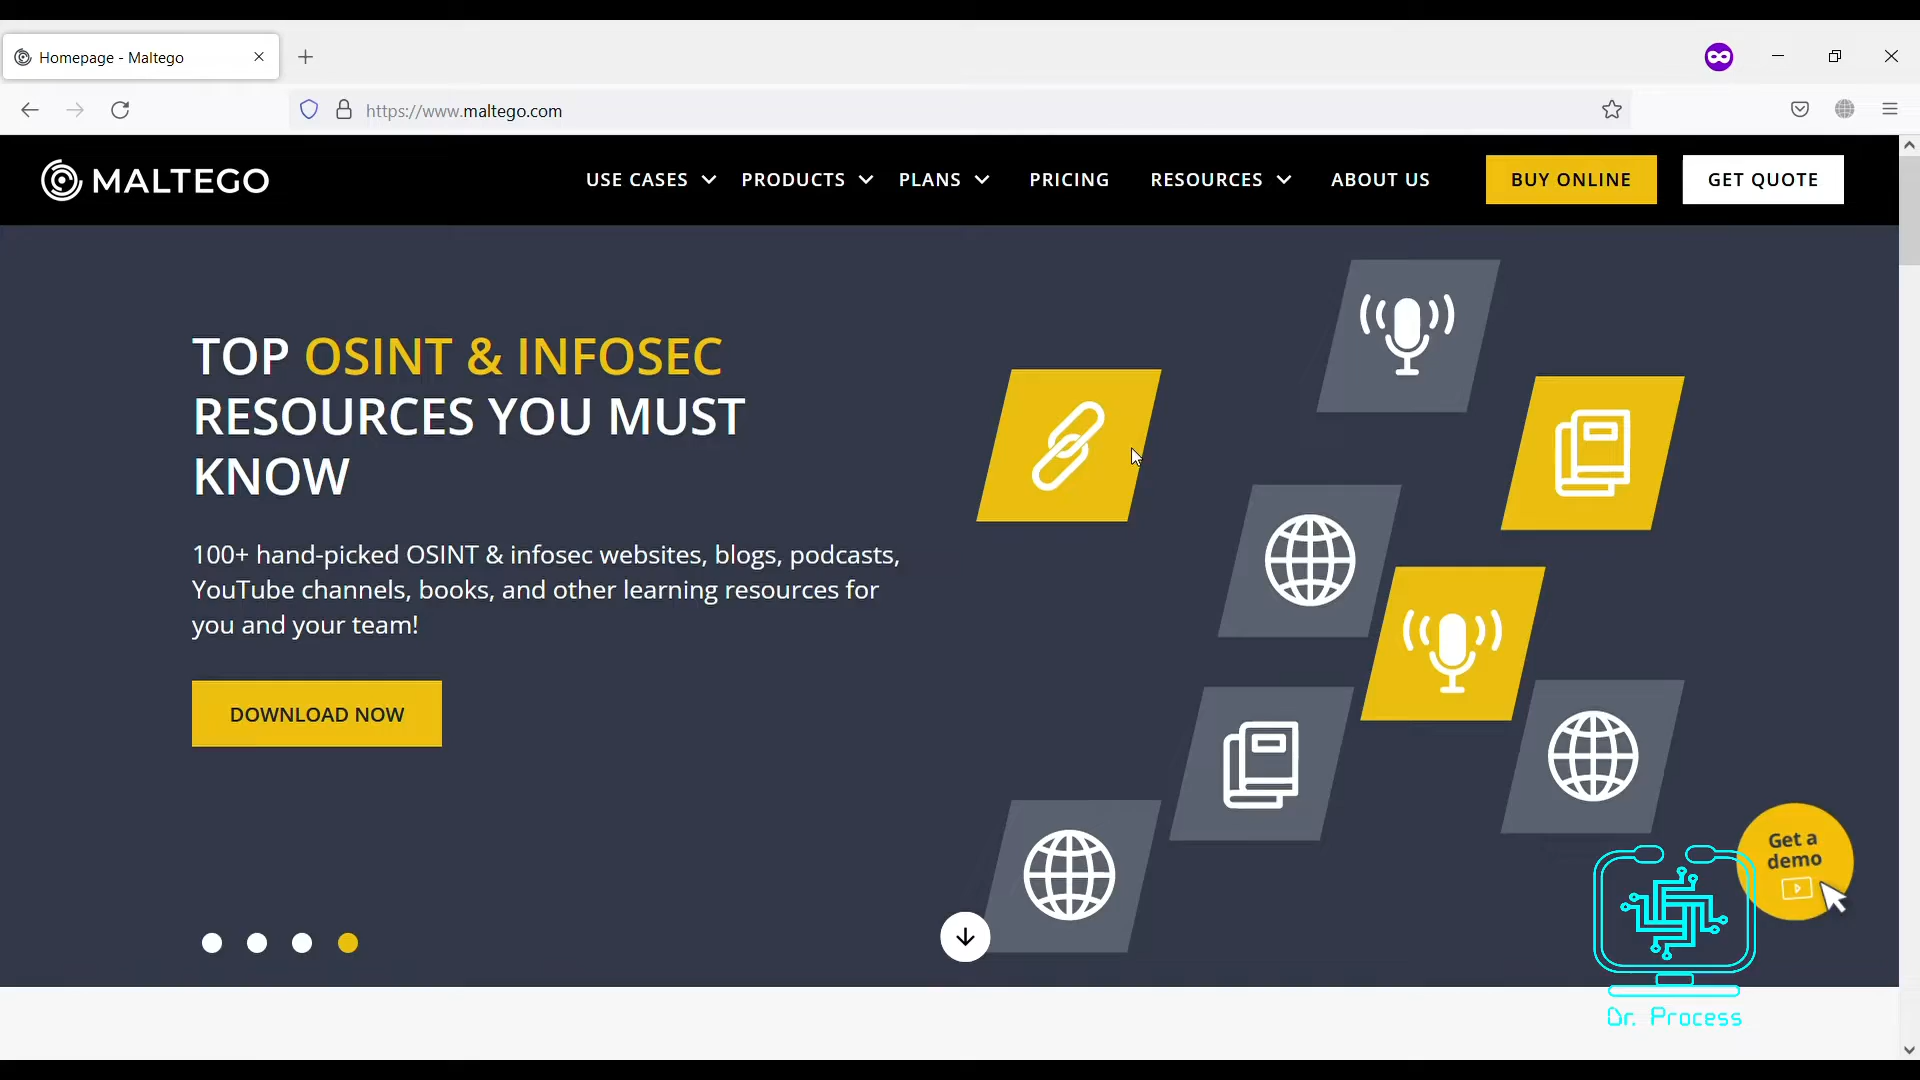 Homepage - Maltego
https://www.maltego.com
MALTEGO
USE CASES PRODUCTS PLANS PRICING RESOURCES ABOUT US BUY ONLINE GET QUOTE
TOP OSINT & INFOSEC
RESOURCES YOU MUST
KNOW
100+ hand-picked OSINT & infosec websites, blogs, podcasts,
YouTube channels, books, and other learning resources for
you and your team!
DOWNLOAD NOW
Get a
demo
Dr. Process